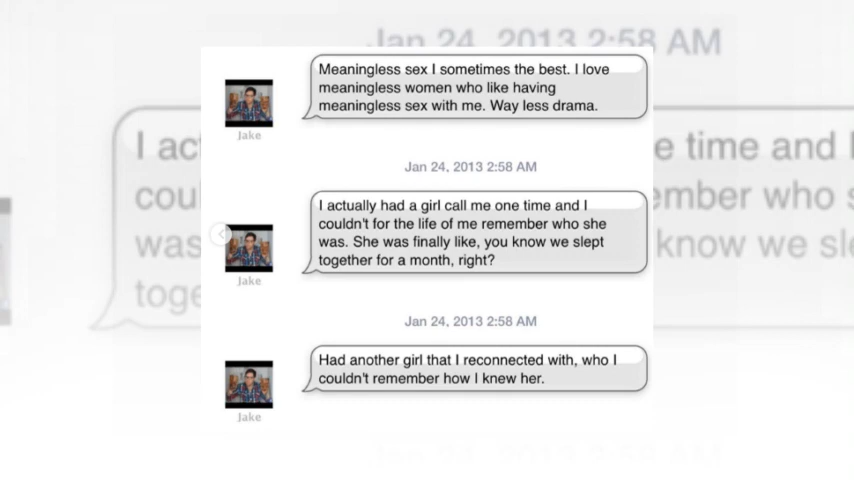 Jan 24, 2013 2:58 AM
Meaningless sex I sometimes the best. I love
meaningless women who like having
meaningless sex with me. Way less drama.
Jake
Jan 24, 2013 2:58 AM
I actually had a girl call me one time and I
couldn't for the life of me remember who she
was. She was finally like, you know we slept
together for a month, right?
Jake
Jan 24, 2013 2:58 AM
Had another girl that I reconnected with, who I
couldn't remember how I knew her.
Jake